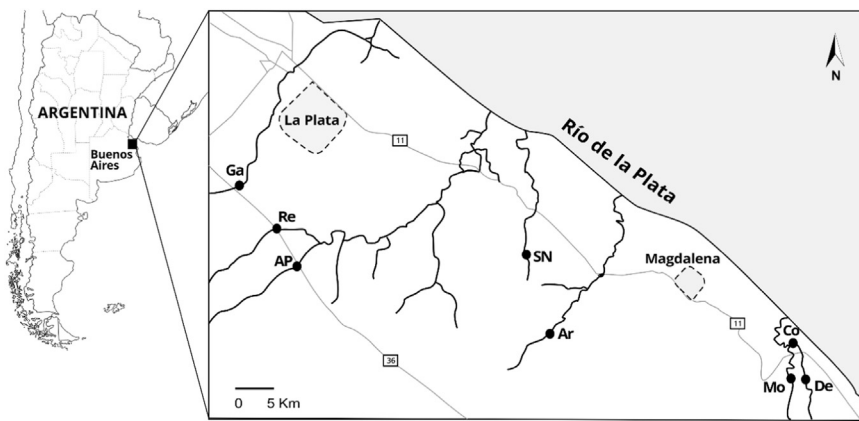 ARGENTINA
Buenos
Aires
N
La Plata
11
Río de la Plata
Ga
Re
AP
SN
Magdalena
Ar
11
Co
36
Mo
De
0 5 Km